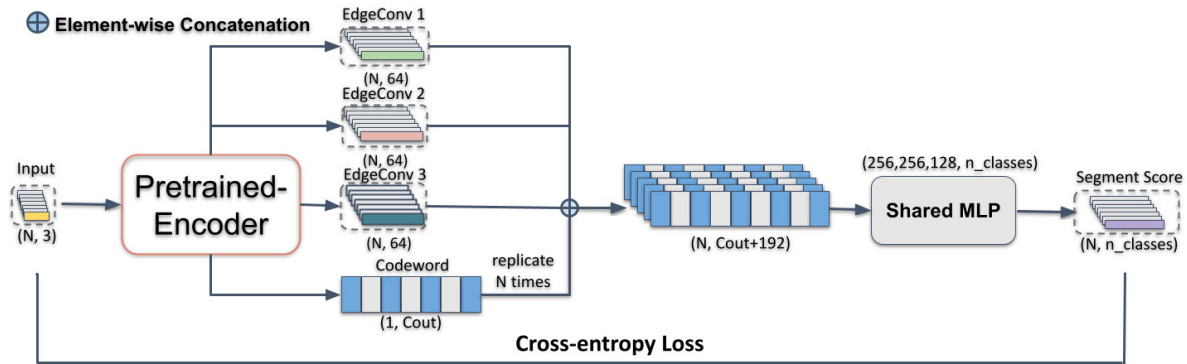 Element-wise Concatenation
EdgeConv 1
(N, 64)
EdgeConv 2
(N, 64)
EdgeConv 3
(N, 64)
Input
(N, 3)
Pretrained-
Encoder
Codeword
(1, Cout)
replicate
N times
(N, Cout+192)
(256,256,128, n_classes)
Shared MLP
Segment Score
(N, n_classes)
Cross-entropy Loss